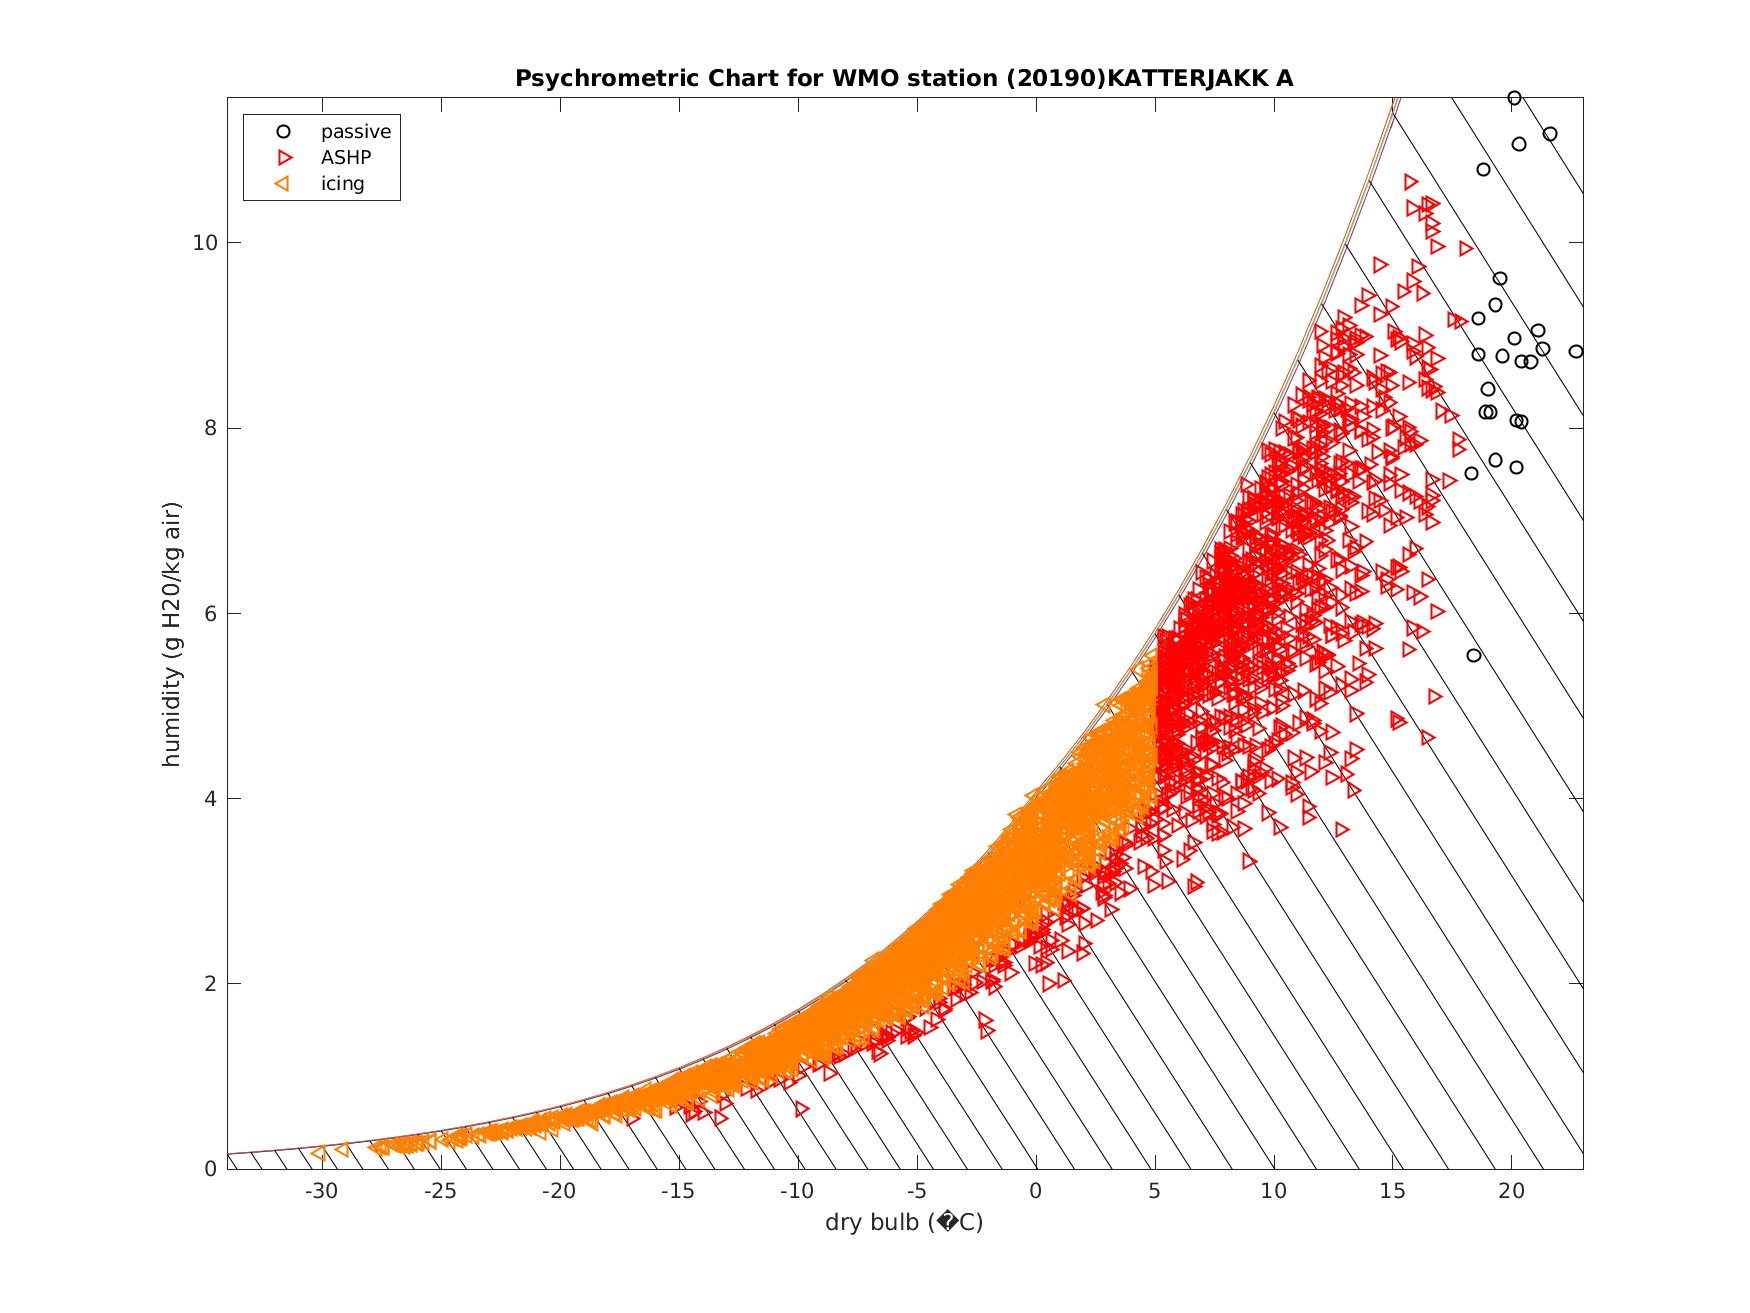 Psychrometric Chart for WMO station (20190)KATTERJAKK A
passive
ASHP
icing
humidity (g H20/kg air)
10
8
6
4
2
0
-30 -25 -20 -15 -10 -5 0 5 10 15 20
dry bulb (�C)